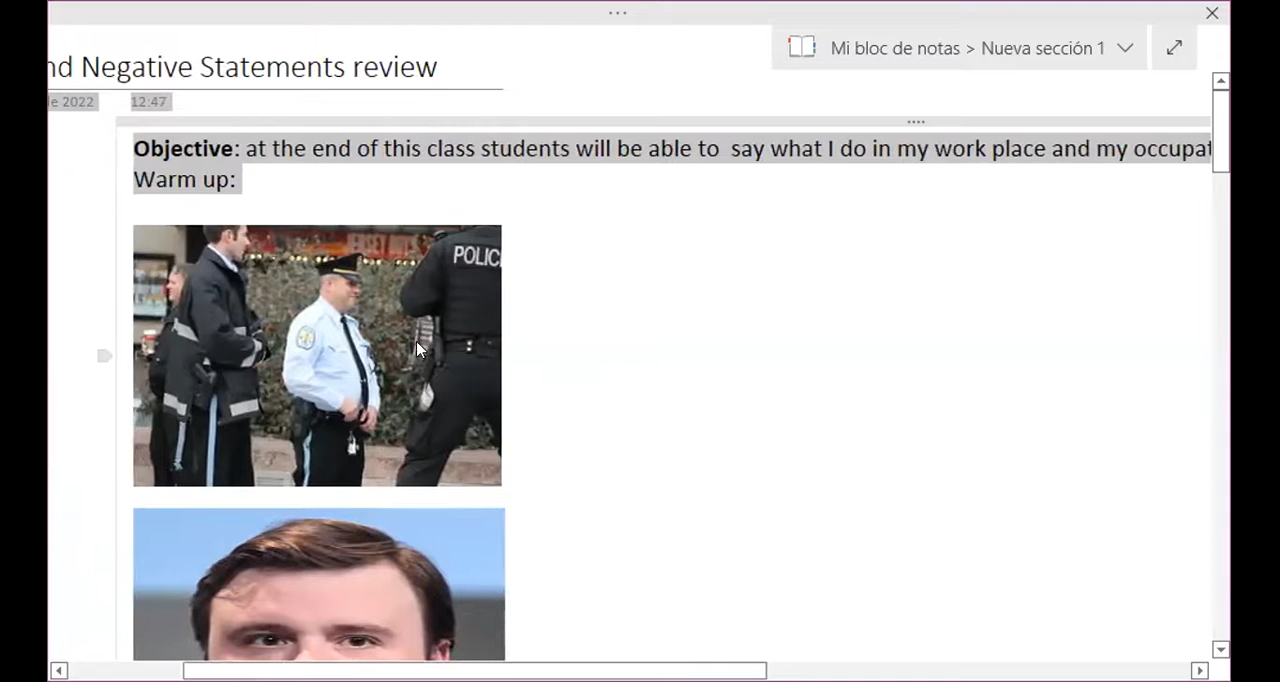 Mi bloc de notas > Nueva sección 1
nd Negative Statements review
de 2022 12:47
Objective: at the end of this class students will be able to say what I do in my work place and my occupat
Warm up:
POLIC